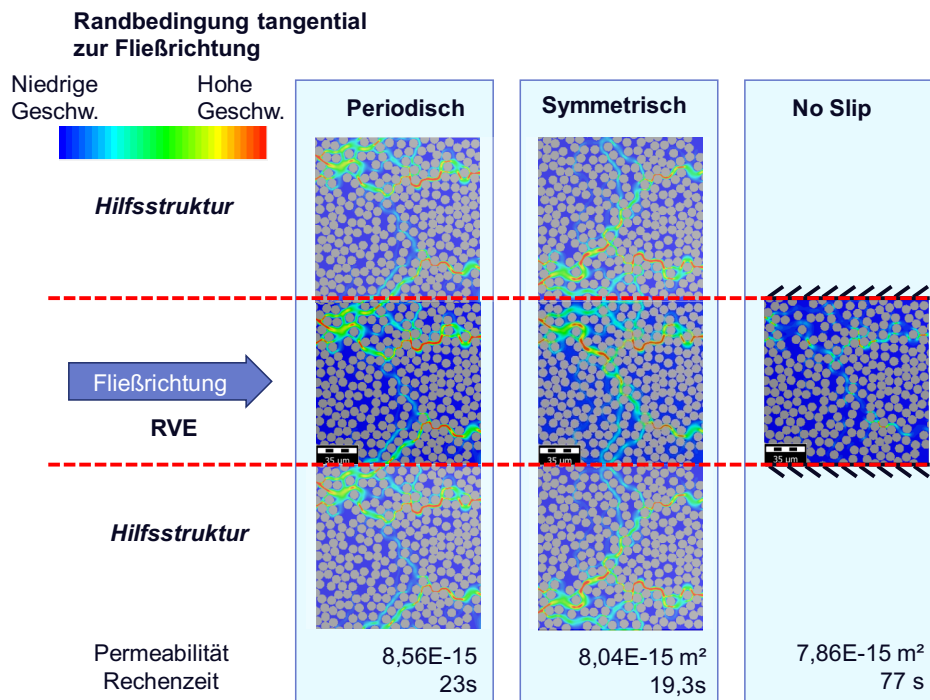 Randbedingung tangential
zur Fließrichtung
Niedrige
Geschw.
Hohe
Geschw.
Periodisch
Symmetrisch
No Slip
Hilfsstruktur
Fließrichtung
RVE
35 µm
35 µm
35 µm
Hilfsstruktur
Permeabilität
8,56E-15
8,04E-15 m²
7,86E-15 m²
Rechenzeit
23s
19,3s
77 s